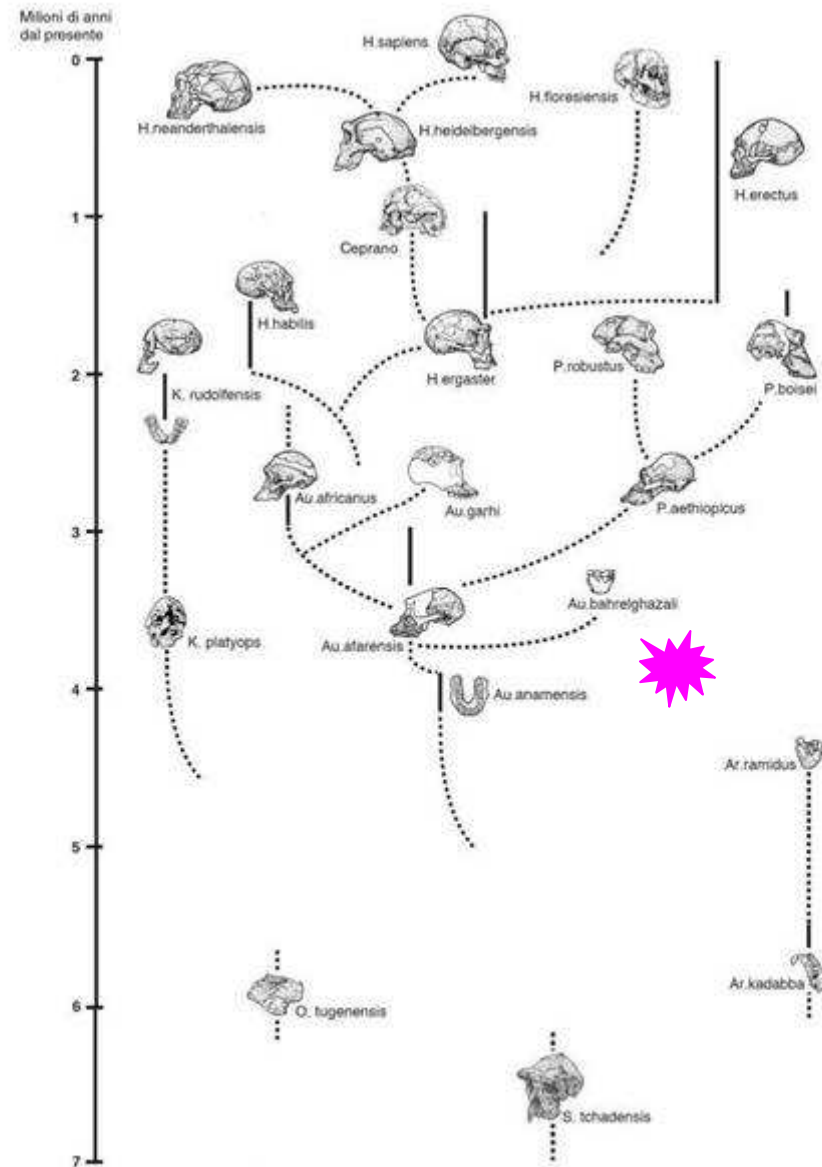 Milioni di anni
dal presente
H.sapiens
0
H.floresiensis
H.neanderthalensis
H.heidelbergensis
H.erectus
1
Ceprano
H.habilis
2
K. rudolfensis
H.ergaster
P.robustus
P.boisei
Au.africanus
Au.garhi
P.aethiopicus
3
Au.bahrelghazali
K. platyops
Au.afarensis
4
Au.anamensis
Ar.ramidus
5
Ar.kadabba
6
O. tugenensis
S. tchadensis
7